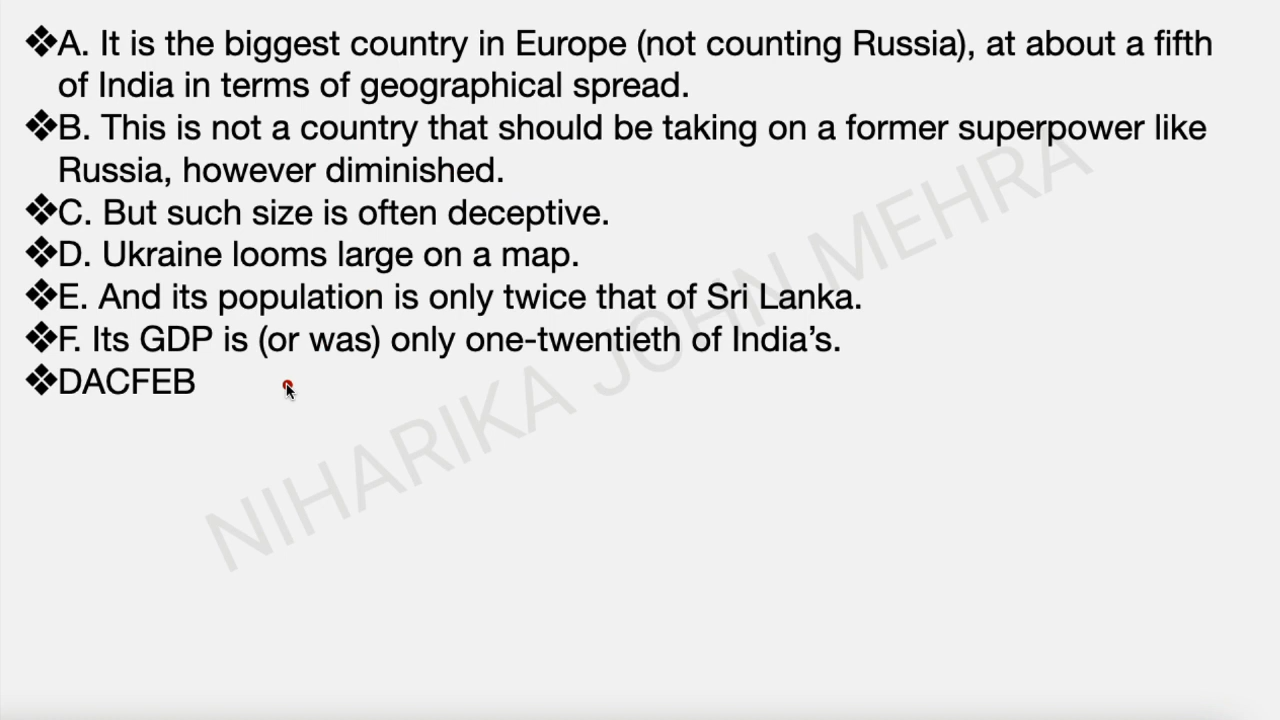 ❖A. It is the biggest country in Europe (not counting Russia), at about a fifth
of India in terms of geographical spread.
❖B. This is not a country that should be taking on a former superpower like
Russia, however diminished.
❖C. But such size is often deceptive.
❖D. Ukraine looms large on a map.
❖E. And its population is only twice that of Sri Lanka.
❖F. Its GDP is (or was) only one-twentieth of India’s.
❖DACFEB
NIHARIKA JOHN MEHRA